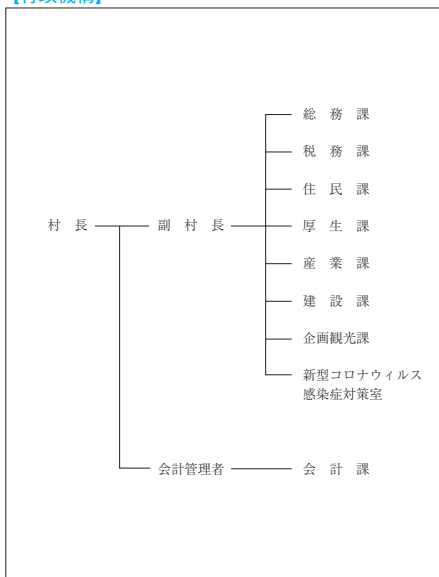 【行政機構】
総務課
税務課
住民課
村長
副村長
厚生課
産業課
建設課
企画観光課
新型コロナウィルス
感染症対策室
会計管理者
会計課